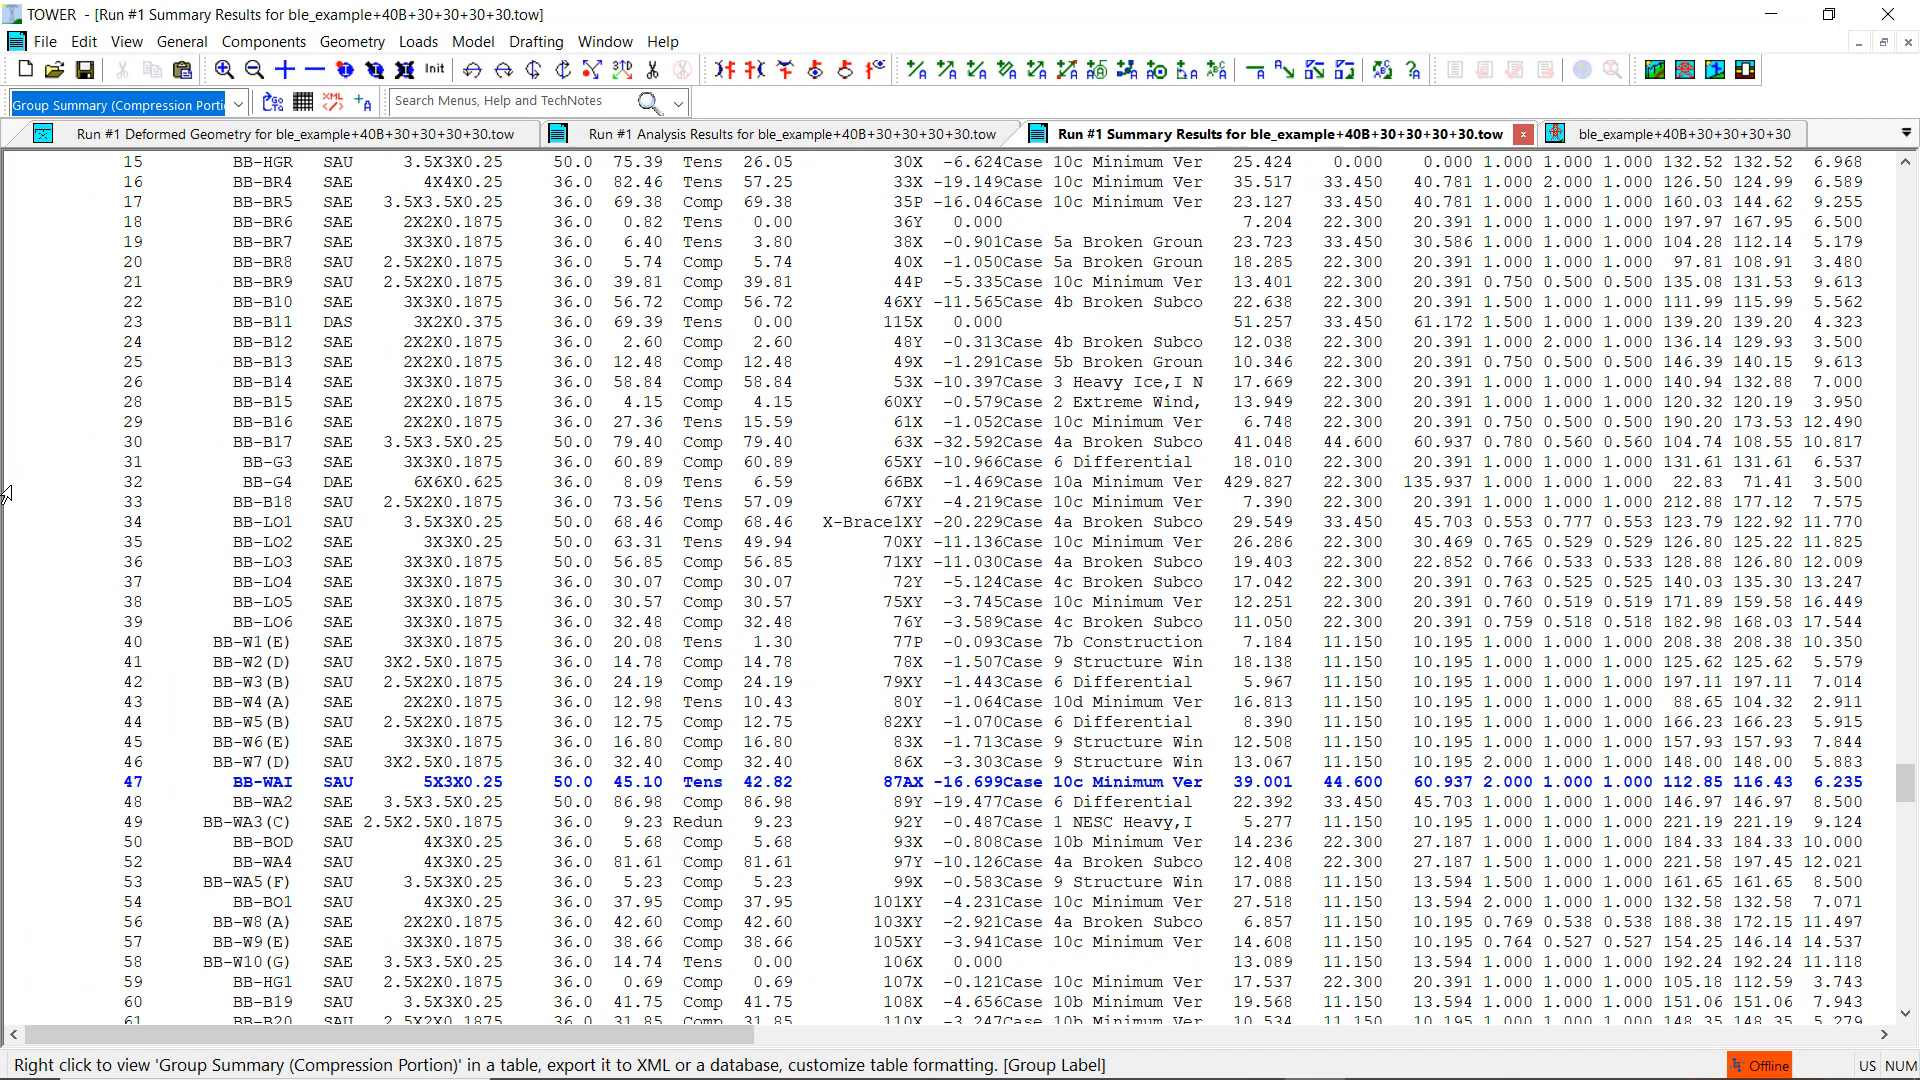 TOWER - [Run #1 Summary Results for ble_example+40B+30+30+30+30.tow]
File Edit View General Components Geometry Loads Model Drafting Window Help
Init
Group Summary (Compression Porti
Search Menus, Help and TechNotes
Run #1 Deformed Geometry for ble_example+40B+30+30+30+30.tow Run #1 Analysis Results for ble_example+40B+30+30+30+30.tow Run #1 Summary Results for ble_example+40B+30+30+30+30.tow ble_example+40B+30+30+30+30
15 BB-HGR SAU 3.5X3X0.25 50.0 75.39 Tens 26.05 30X -6.624Case 10c Minimum Ver 25.424 0.000 0.000 1.000 1.000 1.000 132.52 132.52 6.968
16 BB-BR4 SAE 4X4X0.25 36.0 82.46 Tens 57.25 33X -19.149Case 10c Minimum Ver 35.517 33.450 40.781 1.000 2.000 1.000 126.50 124.99 6.589
17 BB-BR5 SAE 3.5X3.5X0.25 36.0 69.38 Comp 69.38 35P -16.046Case 10c Minimum Ver 23.127 33.450 40.781 1.000 1.000 1.000 160.03 144.62 9.255
18 BB-BR6 SAE 2X2X0.1875 36.0 0.82 Tens 0.00 36Y 0.000 7.204 22.300 20.391 1.000 1.000 1.000 197.97 167.95 6.500
19 BB-BR7 SAE 3X3X0.1875 36.0 6.40 Tens 3.80 38X -0.901Case 5a Broken Groun 23.723 33.450 30.586 1.000 1.000 1.000 104.28 112.14 5.179
20 BB-BR8 SAU 2.5X2X0.1875 36.0 5.74 Comp 5.74 40X -1.050Case 5a Broken Groun 18.285 22.300 20.391 1.000 1.000 1.000 97.81 108.91 3.480
21 BB-BR9 SAU 2.5X2X0.1875 36.0 39.81 Comp 39.81 44P -5.335Case 10c Minimum Ver 13.401 22.300 20.391 0.750 0.500 0.500 135.08 131.53 9.613
22 BB-B10 SAE 3X3X0.1875 36.0 56.72 Comp 56.72 46XY -11.565Case 4b Broken Subco 22.638 22.300 20.391 1.500 1.000 1.000 111.99 115.99 5.562
23 BB-B11 DAS 3X2X0.375 36.0 69.39 Tens 0.00 115X 0.000 51.257 33.450 61.172 1.500 1.000 1.000 139.20 139.20 4.323
24 BB-B12 SAE 2X2X0.1875 36.0 2.60 Comp 2.60 48Y -0.313Case 4b Broken Subco 12.038 22.300 20.391 1.000 2.000 1.000 136.14 129.93 3.500
25 BB-B13 SAE 2X2X0.1875 36.0 12.48 Comp 12.48 49X -1.291Case 5b Broken Groun 10.346 22.300 20.391 0.750 0.500 0.500 146.39 140.15 9.613
26 BB-B14 SAE 3X3X0.1875 36.0 58.84 Comp 58.84 53X -10.397Case 3 Heavy Ice,I N 17.669 22.300 20.391 1.000 1.000 1.000 140.94 132.88 7.000
28 BB-B15 SAE 2X2X0.1875 36.0 4.15 Comp 4.15 60XY -0.579Case 2 Extreme Wind, 13.949 22.300 20.391 1.000 1.000 1.000 120.32 120.19 3.950
29 BB-B16 SAE 2X2X0.1875 36.0 27.36 Tens 15.59 61X -1.052Case 10c Minimum Ver 6.748 22.300 20.391 0.750 0.500 0.500 190.20 173.53 12.490
30 BB-B17 SAE 3.5X3.5X0.25 50.0 79.40 Comp 79.40 63X -32.592Case 4a Broken Subco 41.048 44.600 60.937 0.780 0.560 0.560 104.74 108.55 10.817
31 BB-G3 SAE 3X3X0.1875 36.0 60.89 Comp 60.89 65XY -10.966Case 6 Differential 18.010 22.300 20.391 1.000 1.000 1.000 131.61 131.61 6.537
32 BB-G4 DAE 6X6X0.625 36.0 8.09 Tens 6.59 66BX -1.469Case 10a Minimum Ver 429.827 22.300 135.937 1.000 1.000 1.000 22.83 71.41 3.500
33 BB-B18 SAU 2.5X2X0.1875 36.0 73.56 Tens 57.09 67XY -4.219Case 10c Minimum Ver 7.390 22.300 20.391 1.000 1.000 1.000 212.88 177.12 7.575
34 BB-LO1 SAU 3.5X3X0.25 50.0 68.46 Comp 68.46 X-Brace1XY -20.229Case 4a Broken Subco 29.549 33.450 45.703 0.553 0.777 0.553 123.79 122.92 11.770
35 BB-LO2 SAE 3X3X0.25 50.0 63.31 Tens 49.94 70XY -11.136Case 10c Minimum Ver 26.286 22.300 30.469 0.765 0.529 0.529 126.80 125.22 11.825
36 BB-LO3 SAE 3X3X0.1875 50.0 56.85 Comp 56.85 71XY -11.030Case 4a Broken Subco 19.403 22.300 22.852 0.766 0.533 0.533 128.88 126.80 12.009
37 BB-LO4 SAE 3X3X0.1875 36.0 30.07 Comp 30.07 72Y -5.124Case 4c Broken Subco 17.042 22.300 20.391 0.763 0.525 0.525 140.03 135.30 13.247
38 BB-LO5 SAE 3X3X0.1875 36.0 30.57 Comp 30.57 75XY -3.745Case 10c Minimum Ver 12.251 22.300 20.391 0.760 0.519 0.519 171.89 159.58 16.449
39 BB-LO6 SAE 3X3X0.1875 36.0 32.48 Comp 32.48 76Y -3.589Case 4c Broken Subco 11.050 22.300 20.391 0.759 0.518 0.518 182.98 168.03 17.544
40 BB-W1(E) SAE 3X3X0.1875 36.0 20.08 Tens 1.30 77P -0.093Case 7b Construction 7.184 11.150 10.195 1.000 1.000 1.000 208.38 208.38 10.350
41 BB-W2(D) SAU 3X2.5X0.1875 36.0 14.78 Comp 14.78 78X -1.507Case 9 Structure Win 18.138 11.150 10.195 1.000 1.000 1.000 125.62 125.62 5.579
42 BB-W3(B) SAU 2.5X2X0.1875 36.0 24.19 Comp 24.19 79XY -1.443Case 6 Differential 5.967 11.150 10.195 1.000 1.000 1.000 197.11 197.11 7.014
43 BB-W4(A) SAE 2X2X0.1875 36.0 12.98 Tens 10.43 80Y -1.064Case 10d Minimum Ver 16.813 11.150 10.195 1.000 1.000 1.000 88.65 104.32 2.911
44 BB-W5(B) SAU 2.5X2X0.1875 36.0 12.75 Comp 12.75 82XY -1.070Case 6 Differential 8.390 11.150 10.195 1.000 1.000 1.000 166.23 166.23 5.915
45 BB-W6(E) SAE 3X3X0.1875 36.0 16.80 Comp 16.80 83X -1.713Case 9 Structure Win 12.508 11.150 10.195 1.000 1.000 1.000 157.93 157.93 7.844
46 BB-W7(D) SAU 3X2.5X0.1875 36.0 32.40 Comp 32.40 86X -3.303Case 9 Structure Win 13.067 11.150 10.195 1.000 2.000 1.000 148.00 148.00 5.883
47 BB-WAI SAU 5X3X0.25 50.0 45.10 Tens 42.82 87AX -16.699Case 10c Minimum Ver 39.001 44.600 60.937 2.000 1.000 1.000 112.85 116.43 6.235
48 BB-WA2 SAE 3.5X3.5X0.25 50.0 86.98 Comp 86.98 89Y -19.477Case 6 Differential 22.392 33.450 45.703 1.000 1.000 1.000 146.97 146.97 8.500
49 BB-WA3(C) SAE 2.5X2.5X0.1875 36.0 9.23 Redun 9.23 92Y -0.487Case 1 NESC Heavy,I 5.277 11.150 10.195 1.000 1.000 1.000 221.19 221.19 9.124
50 BB-BOD SAU 4X3X0.25 36.0 5.68 Comp 5.68 93X -0.808Case 10b Minimum Ver 14.236 22.300 27.187 1.000 1.000 1.000 184.33 184.33 10.000
52 BB-WA4 SAU 4X3X0.25 36.0 81.61 Comp 81.61 97Y -10.126Case 4a Broken Subco 12.408 22.300 27.187 1.500 1.000 1.000 221.58 197.45 12.021
53 BB-WA5(F) SAU 3.5X3X0.25 36.0 5.23 Comp 5.23 99X -0.583Case 9 Structure Win 17.088 11.150 13.594 1.500 1.000 1.000 161.65 161.65 8.500
54 BB-BO1 SAU 4X3X0.25 36.0 37.95 Comp 37.95 101XY -4.231Case 10c Minimum Ver 27.518 11.150 13.594 2.000 1.000 1.000 132.58 132.58 7.071
56 BB-W8(A) SAE 2X2X0.1875 36.0 42.60 Comp 42.60 103XY -2.921Case 4a Broken Subco 6.857 11.150 10.195 0.769 0.538 0.538 188.38 172.15 11.497
57 BB-W9(E) SAE 3X3X0.1875 36.0 38.66 Comp 38.66 105XY -3.941Case 10c Minimum Ver 14.608 11.150 10.195 0.764 0.527 0.527 154.25 146.14 14.537
58 BB-W10(G) SAE 3.5X3.5X0.25 36.0 14.74 Tens 0.00 106X 0.000 13.089 11.150 13.594 1.000 1.000 1.000 192.24 192.24 11.118
59 BB-HG1 SAU 2.5X2X0.1875 36.0 0.69 Comp 0.69 107X -0.121Case 10c Minimum Ver 17.537 22.300 20.391 1.000 1.000 1.000 105.18 112.59 3.743
60 BB-B19 SAU 3.5X3X0.25 36.0 41.75 Comp 41.75 108X -4.656Case 10b Minimum Ver 19.568 11.150 13.594 1.000 1.000 1.000 151.06 151.06 7.943
61 BB-B20 SAU 2.5X2X0.1875 36.0 31.85 Comp 31.85 110X -3.247Case 10b Minimum Ver 10.534 11.150 10.195 1.000 1.000 1.000 148.35 148.35 5.279
Right click to view 'Group Summary (Compression Portion)' in a table, export it to XML or a database, customize table formatting. [Group Label] Offline US NUM